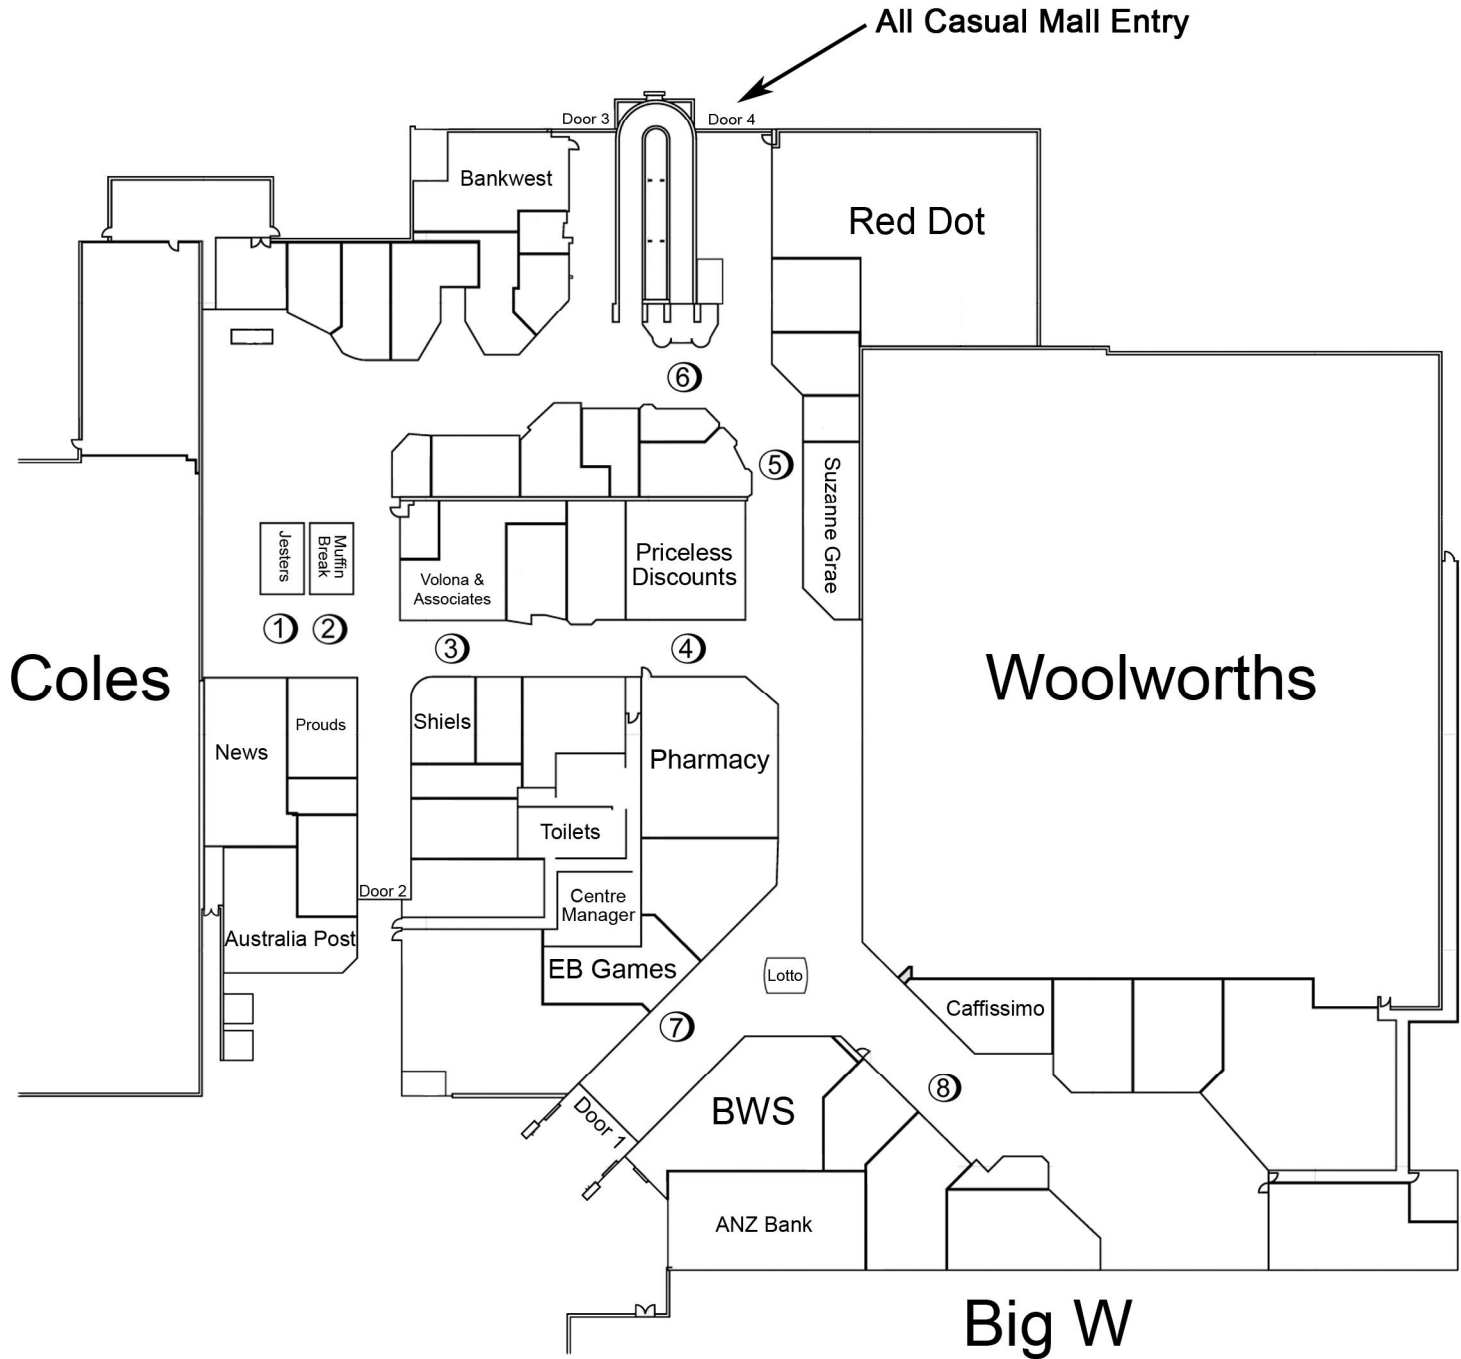 All Casual Mall Entry
Door 3
Door 4
Bankwest
Red Dot
6
5
Suzanne Grae
Jesters
Muffin
Break
Priceless
Discounts
Volona &
Associates
1
2
3
4
Coles
Woolworths
News
Prouds
Shiels
Pharmacy
Toilets
Door 2
Centre
Manager
Australia Post
EB Games
Lotto
Caffissimo
7
8
Door 1
BWS
ANZ Bank
Big W